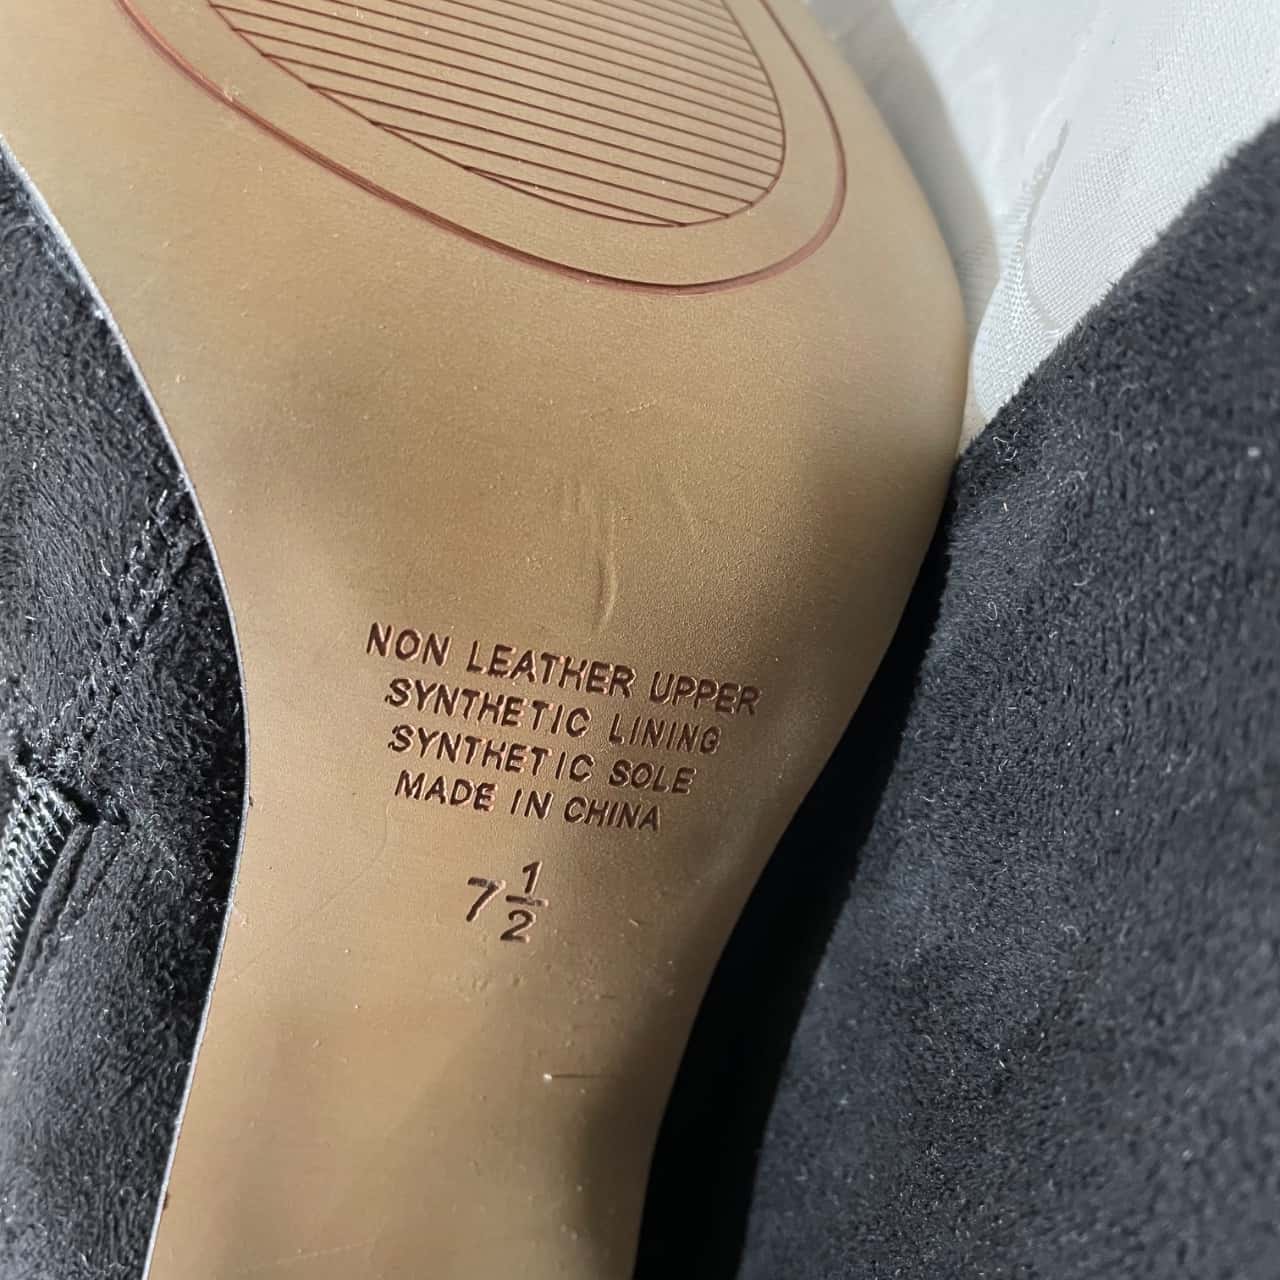 NON LEATHER UPPER
SYNTHETIC LINING
SYNTHETIC SOLE
MADE IN CHINA
7 1/2